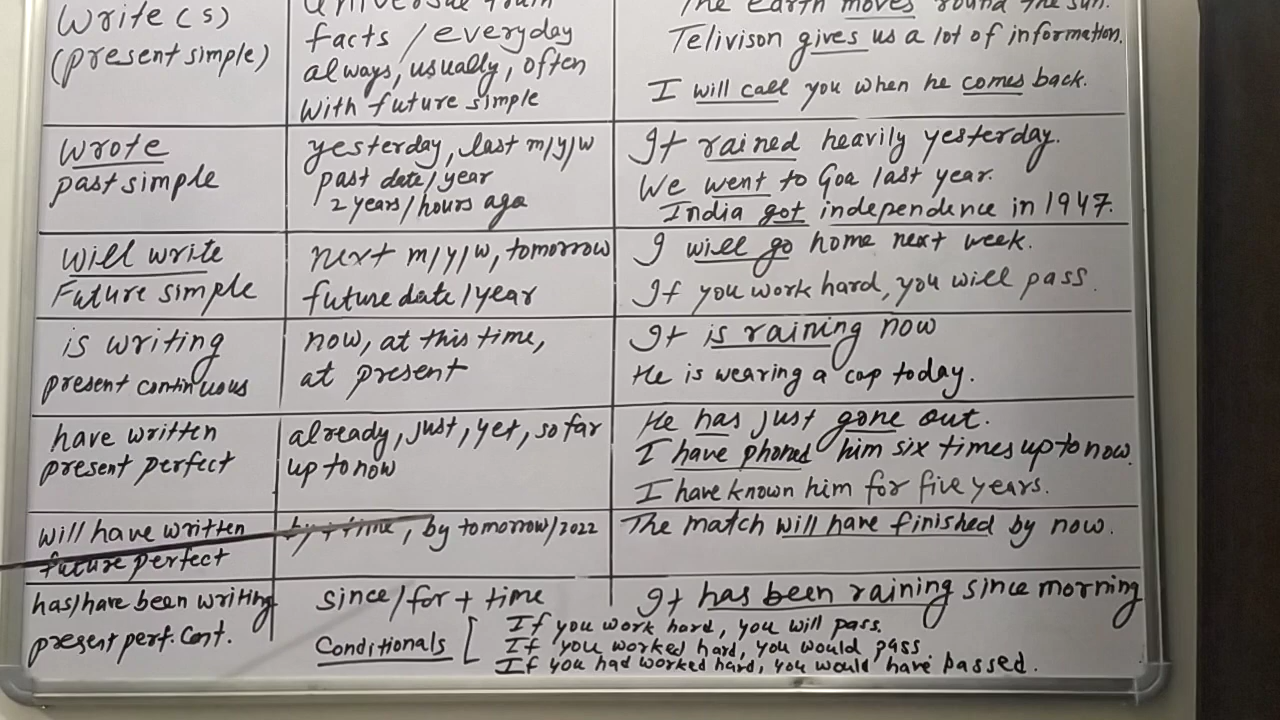 Write(s)
(present simple)
Universal truth
facts / everyday
always, usually, often
With future simple
The earth moves round the sun.
Telivison gives us a lot of information.
I will call you when he comes back.
Wrote
past simple
yesterday, last m/y/w
past date/year
2 years/hours ago
It rained heavily yesterday.
We went to Goa last year.
India got independence in 1947.
Will write
Future simple
next m/y/w, tomorrow
future date/year
I will go home next week.
If you work hard, you will pass.
is writing
present continuous
now, at this time,
at present
It is raining now
He is wearing a cap today.
have written
present perfect
already, just, yet, so far
up to now
He has just gone out.
I have phoned him six times up to now.
I have known him for five years.
will have written
future perfect
by + time, by tomorrow/2022
The match will have finished by now.
has/have been writing
present perf. Cont.
since/for + time
It has been raining since morning
Conditionals
If you work hard, you will pass.
If you worked hard, you would pass
If you had worked hard, you would have passed.